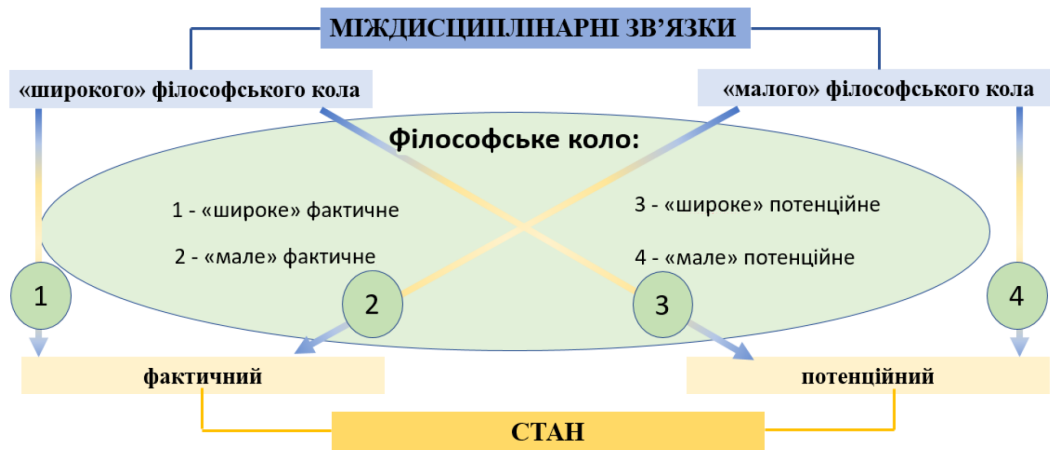 МІЖДИСЦИПЛІНАРНІ ЗВ’ЯЗКИ
«широкого» філософського кола
«малого» філософського кола
Філософське коло:
1 - «широке» фактичне
3 - «широке» потенційне
2 - «мале» фактичне
4 - «мале» потенційне
1
2
3
4
фактичний
потенційний
СТАН